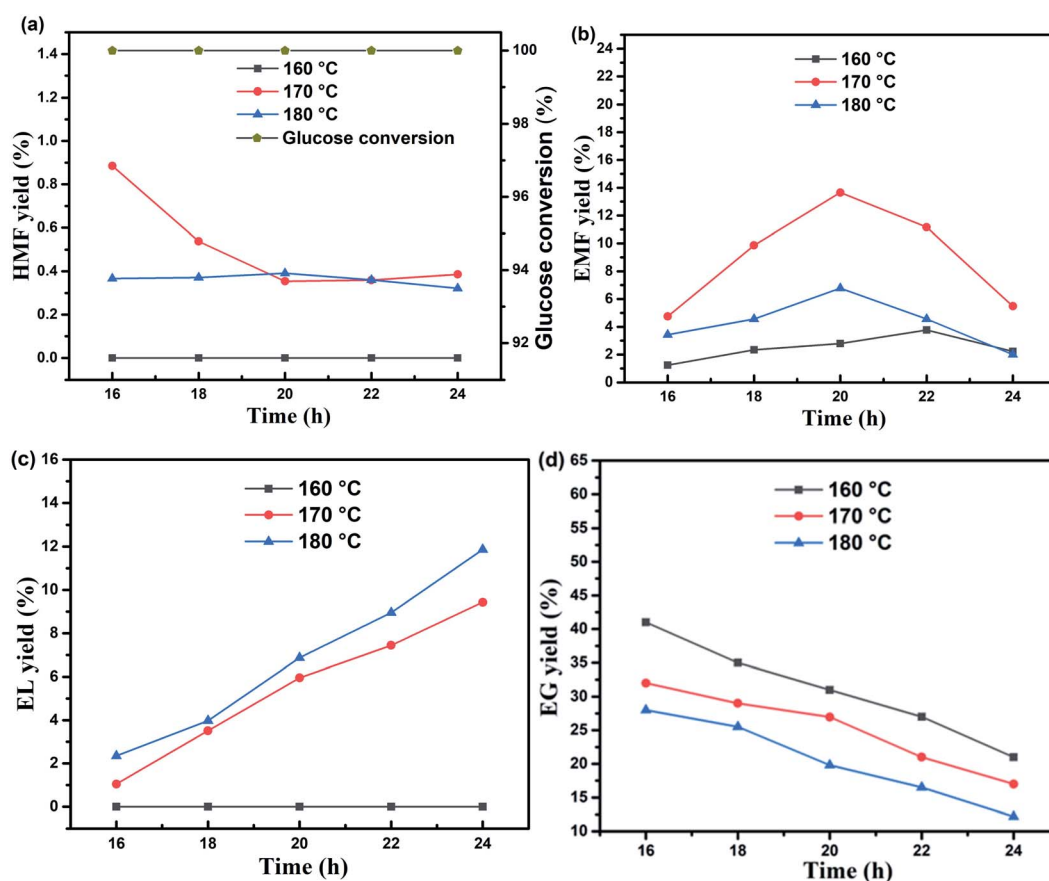 (a)
1.4
1.2
1.0
0.8
0.6
0.4
0.2
0.0
HMF yield (%)
160 °C
170 °C
180 °C
Glucose conversion
100
98
96
94
92
Glucose conversion (%)
16 18 20 22 24
Time (h)
(b)
24
22
20
18
16
14
12
10
8
6
4
2
0
EMF yield (%)
160 °C
170 °C
180 °C
16 18 20 22 24
Time (h)
(c)
16
14
12
10
8
6
4
2
0
EL yield (%)
160 °C
170 °C
180 °C
16 18 20 22 24
Time (h)
(d)
65
60
55
50
45
40
35
30
25
20
15
10
EG yield (%)
160 °C
170 °C
180 °C
16 18 20 22 24
Time (h)